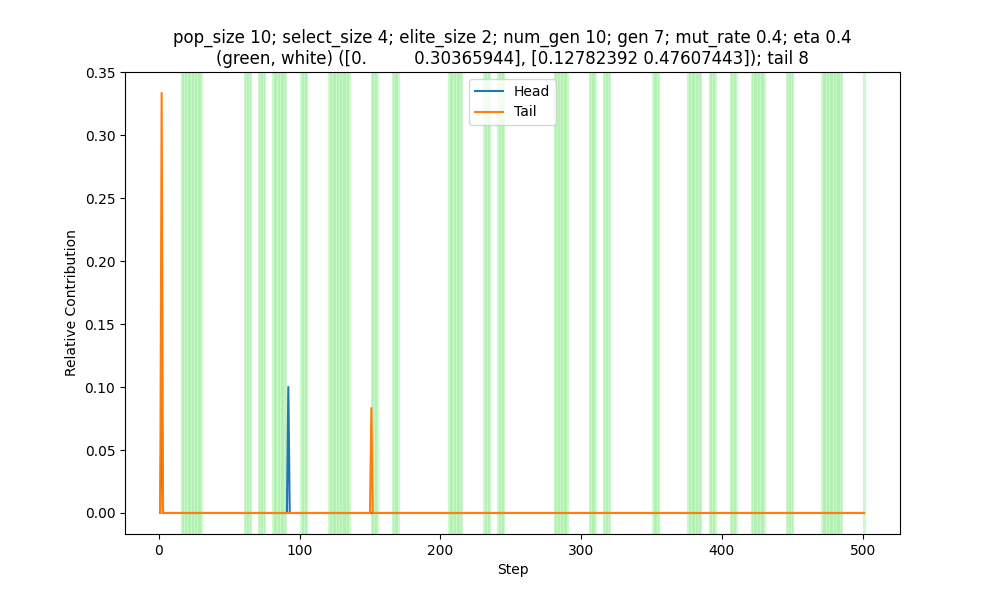 pop_size 10; select_size 4; elite_size 2; num_gen 10; gen 7; mut_rate 0.4; eta 0.4
(green, white) ([0.         0.30365944], [0.12782392 0.47607443]); tail 8
0.35
0.30
0.25
0.20
0.15
0.10
0.05
0.00
Relative Contribution
Head
Tail
0
100
200
300
400
500
Step